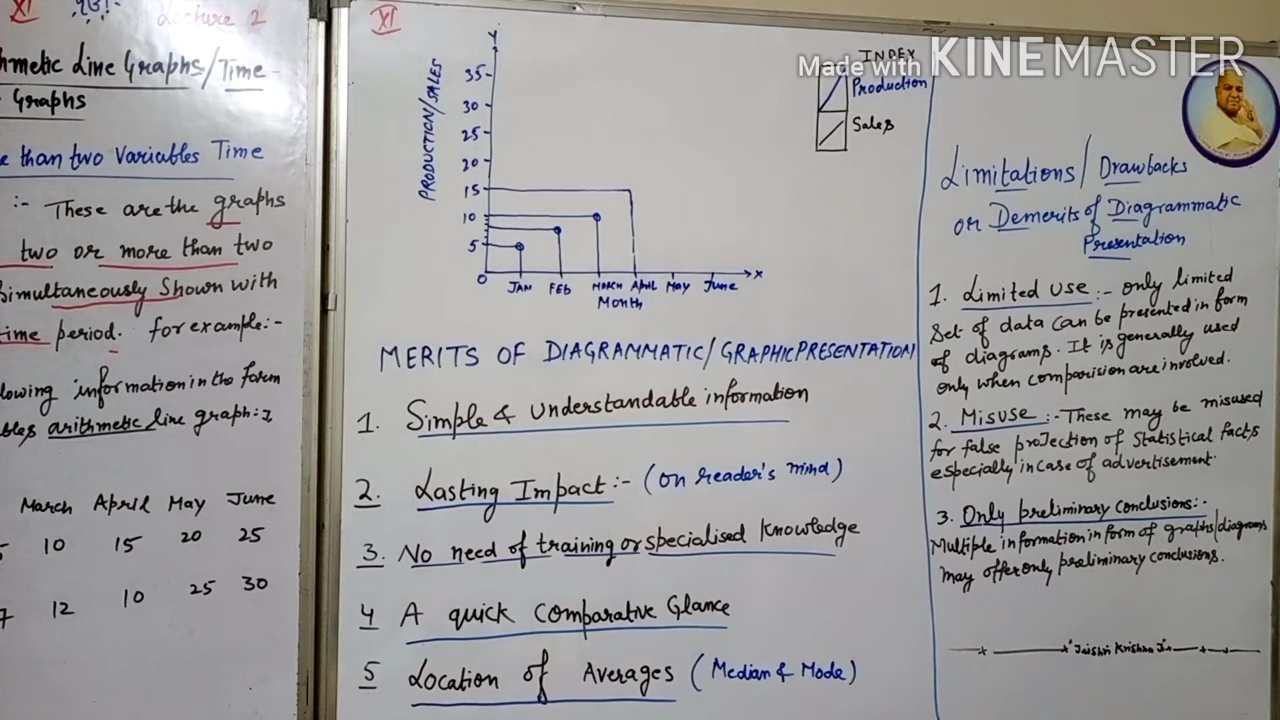 XI
Lecture 2
hmetic Line Graphs/Time-
Graphs
e than two Variables Time
:- These are the graphs
two or more than two
simultaneously Shown with
time period. for example:-
lowing information in the form
bles arithmetic line graph:-
March April May June
5 10 15 20 25
7 12 10 25 30
XI
Y
PRODUCTION/SALES
35
30
25
20
15
10
5
0
JAN FEB MARCH April May June
X
Month
INDEX
Production
Sales
MERITS OF DIAGRAMMATIC/GRAPHIC PRESENTATION
1. Simple & Understandable information
2. Lasting Impact:- (on reader's mind)
3. No need of training or specialised Knowledge
4 A quick Comparative Glance
5 Location of Averages (Median & Mode)
Made with KINEMASTER
Limitations/Drawbacks
or Demerits of Diagrammatic
Presentation
1. Limited use:- only limited
Set of data can be presented in form
of diagrams. It is generally used
only when comparision are involved.
2. Misuse:- These may be misused
for false projection of statistical facts
especially in case of advertisement.
3. Only preliminary conclusions:-
Multiple information in form of graphs/diagrams
may offer only preliminary conclusions.
"Jaishri Krishna Ji"